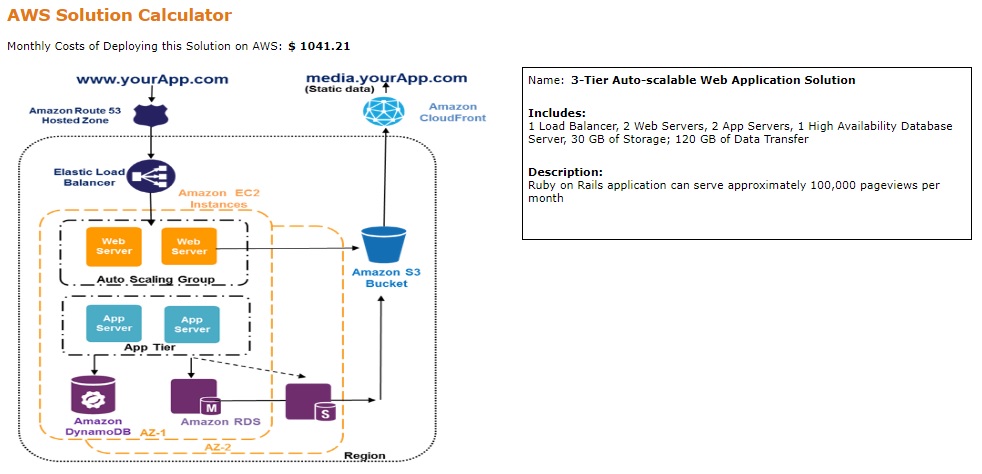 AWS Solution Calculator
Monthly Costs of Deploying this Solution on AWS: $ 1041.21
www.yourApp.com
media.yourApp.com
(Static data)
Amazon Route 53
Hosted Zone
Amazon
CloudFront
Elastic Load
Balancer
Amazon EC2
Instances
Web
Server
Web
Server
Auto Scaling Group
Amazon S3
Bucket
App
Server
App
Server
App Tier
M
S
Amazon
DynamoDB
Amazon RDS
AZ-1
AZ-2
Region
Name: 3-Tier Auto-scalable Web Application Solution
Includes:
1 Load Balancer, 2 Web Servers, 2 App Servers, 1 High Availability Database
Server, 30 GB of Storage; 120 GB of Data Transfer
Description:
Ruby on Rails application can serve approximately 100,000 pageviews per
month